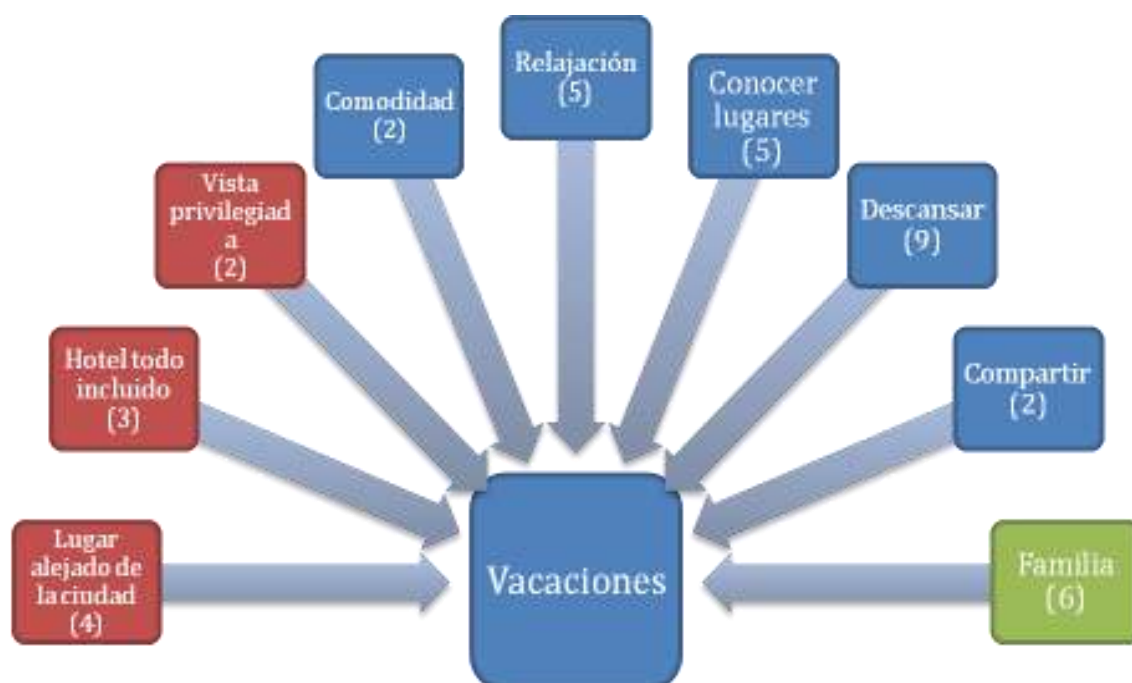 Relajación
(5)
Comodidad
(2)
Conocer
lugares
(5)
Vista
privilegiad
a
(2)
Descansar
(9)
Hotel todo
incluido
(3)
Compartir
(2)
Lugar
alejado de
la ciudad
(4)
Vacaciones
Familia
(6)